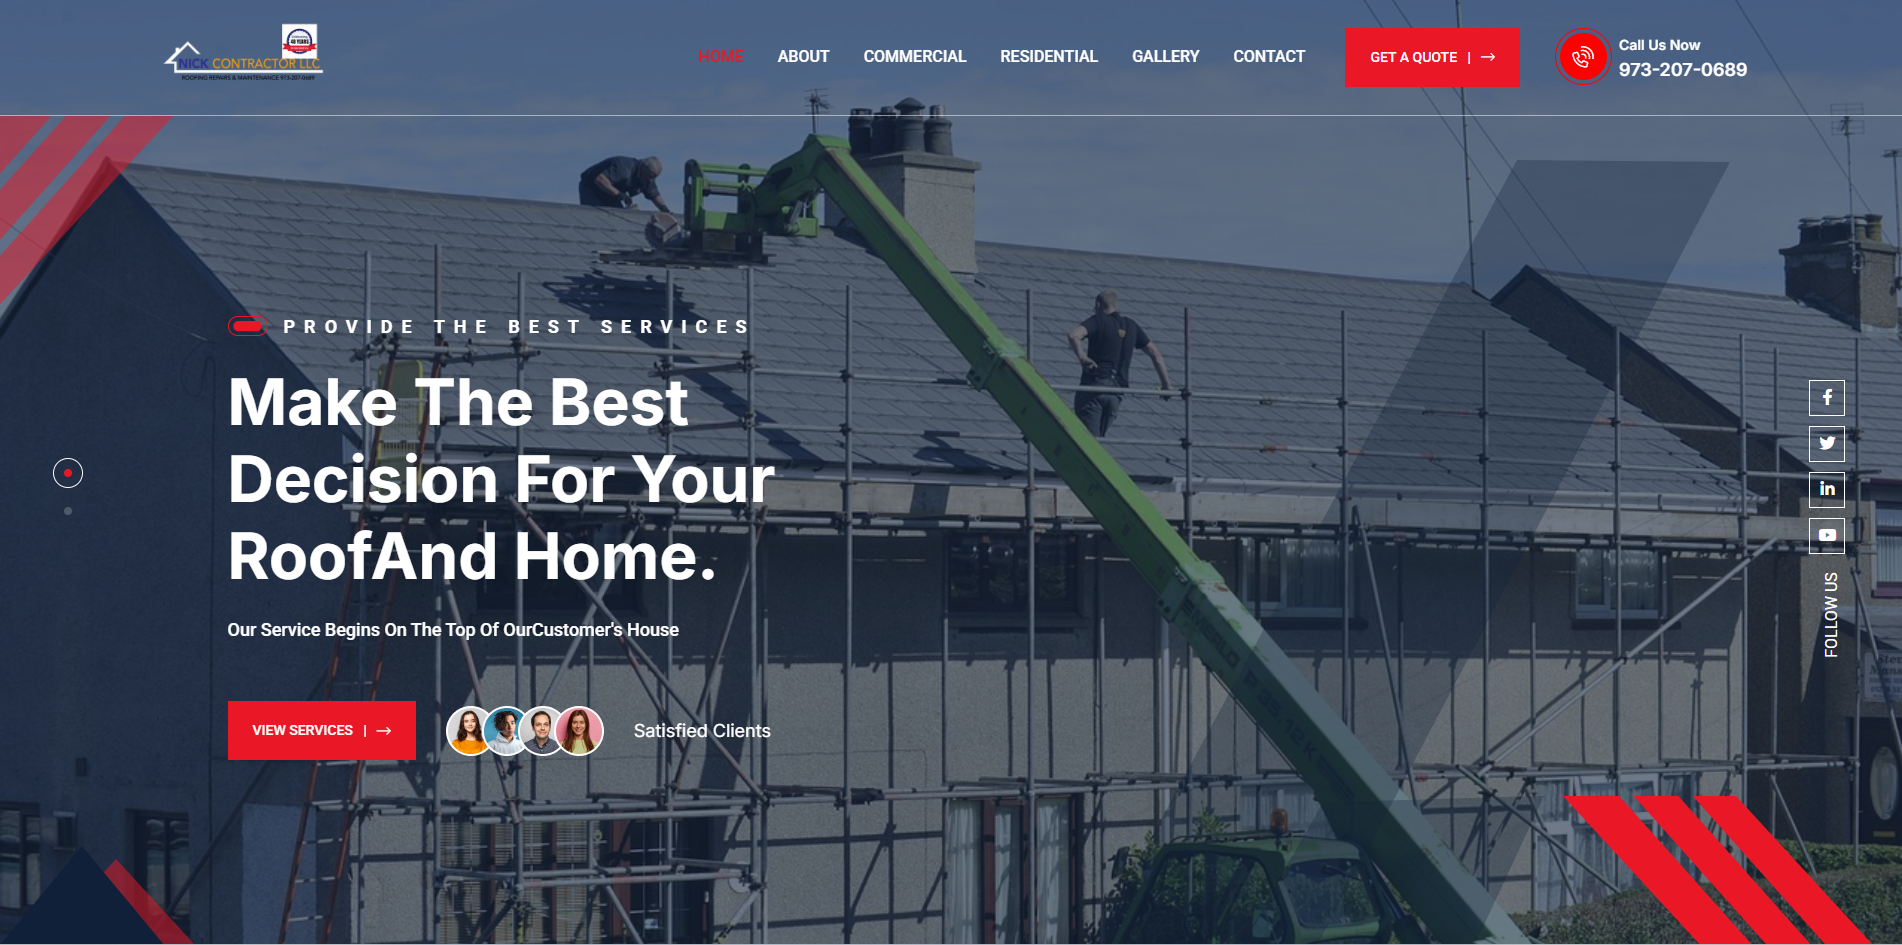 40 YEARS
NICK CONTRACTOR LLC
ROOFING REPAIRS & MAINTENANCE 973-207-0689
HOME
ABOUT
COMMERCIAL
RESIDENTIAL
GALLERY
CONTACT
GET A QUOTE |
Call Us Now
973-207-0689
PROVIDE THE BEST SERVICES
Make The Best
Decision For Your
RoofAnd Home.
Our Service Begins On The Top Of OurCustomer's House
VIEW SERVICES |
Satisfied Clients
FOLLOW US